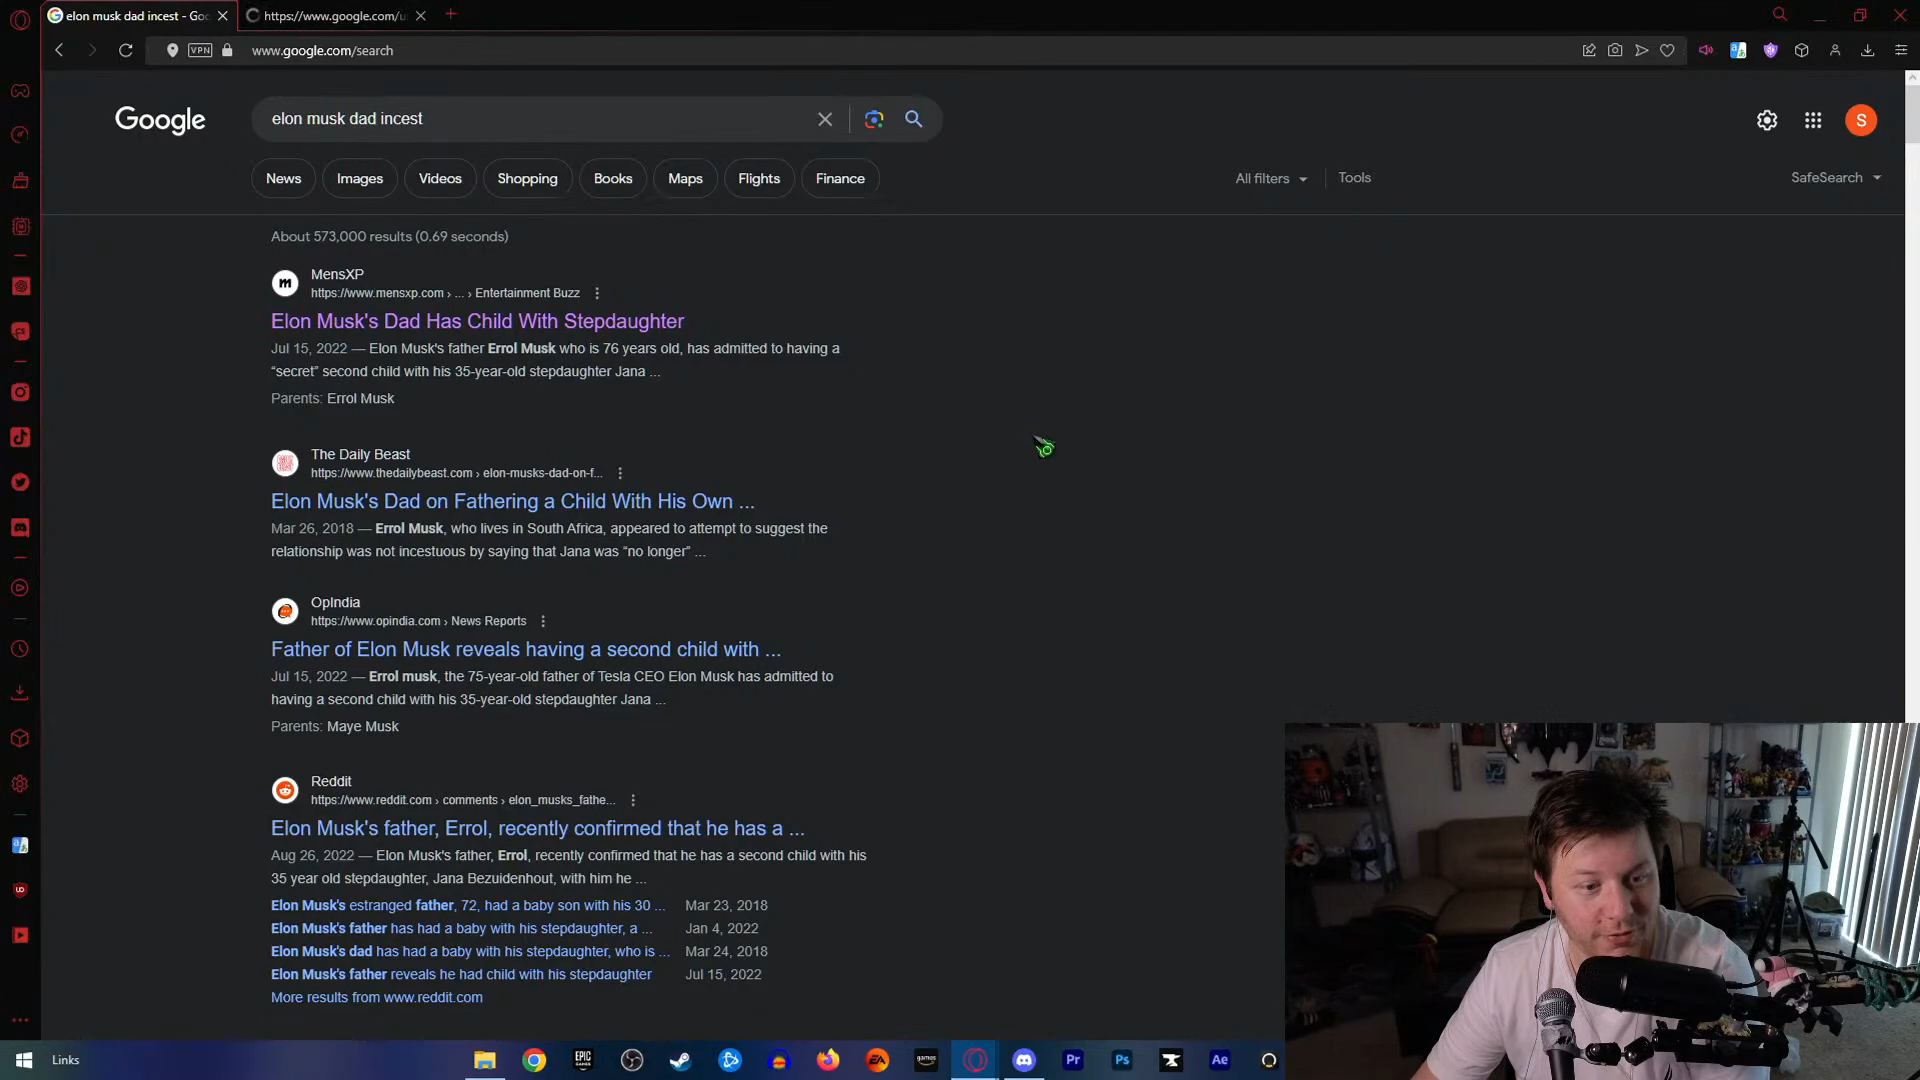 elon musk dad incest - Goo
https://www.google.com/u
VPN
www.google.com/search
Google
elon musk dad incest
S
News
Images
Videos
Shopping
Books
Maps
Flights
Finance
All filters
Tools
SafeSearch
About 573,000 results (0.69 seconds)
m
MensXP
https://www.mensxp.com › ... › Entertainment Buzz
Elon Musk's Dad Has Child With Stepdaughter
Jul 15, 2022 — Elon Musk's father Errol Musk who is 76 years old, has admitted to having a
“secret” second child with his 35-year-old stepdaughter Jana ...
Parents: Errol Musk
The Daily Beast
https://www.thedailybeast.com › elon-musks-dad-on-f...
Elon Musk's Dad on Fathering a Child With His Own ...
Mar 26, 2018 — Errol Musk, who lives in South Africa, appeared to attempt to suggest the
relationship was not incestuous by saying that Jana was “no longer” ...
OpIndia
https://www.opindia.com › News Reports
Father of Elon Musk reveals having a second child with ...
Jul 15, 2022 — Errol musk, the 75-year-old father of Tesla CEO Elon Musk has admitted to
having a second child with his 35-year-old stepdaughter Jana ...
Parents: Maye Musk
Reddit
https://www.reddit.com › comments › elon_musks_fathe...
Elon Musk's father, Errol, recently confirmed that he has a ...
Aug 26, 2022 — Elon Musk's father, Errol, recently confirmed that he has a second child with his
35 year old stepdaughter, Jana Bezuidenhout, with him he ...
Elon Musk's estranged father, 72, had a baby son with his 30 ... Mar 23, 2018
Elon Musk's father has had a baby with his stepdaughter, a ... Jan 4, 2022
Elon Musk's dad has had a baby with his stepdaughter, who is ... Mar 24, 2018
Elon Musk's father reveals he had child with his stepdaughter Jul 15, 2022
More results from www.reddit.com
Links
EPIC GAMES
EA
games
Pr
Ps
Ae